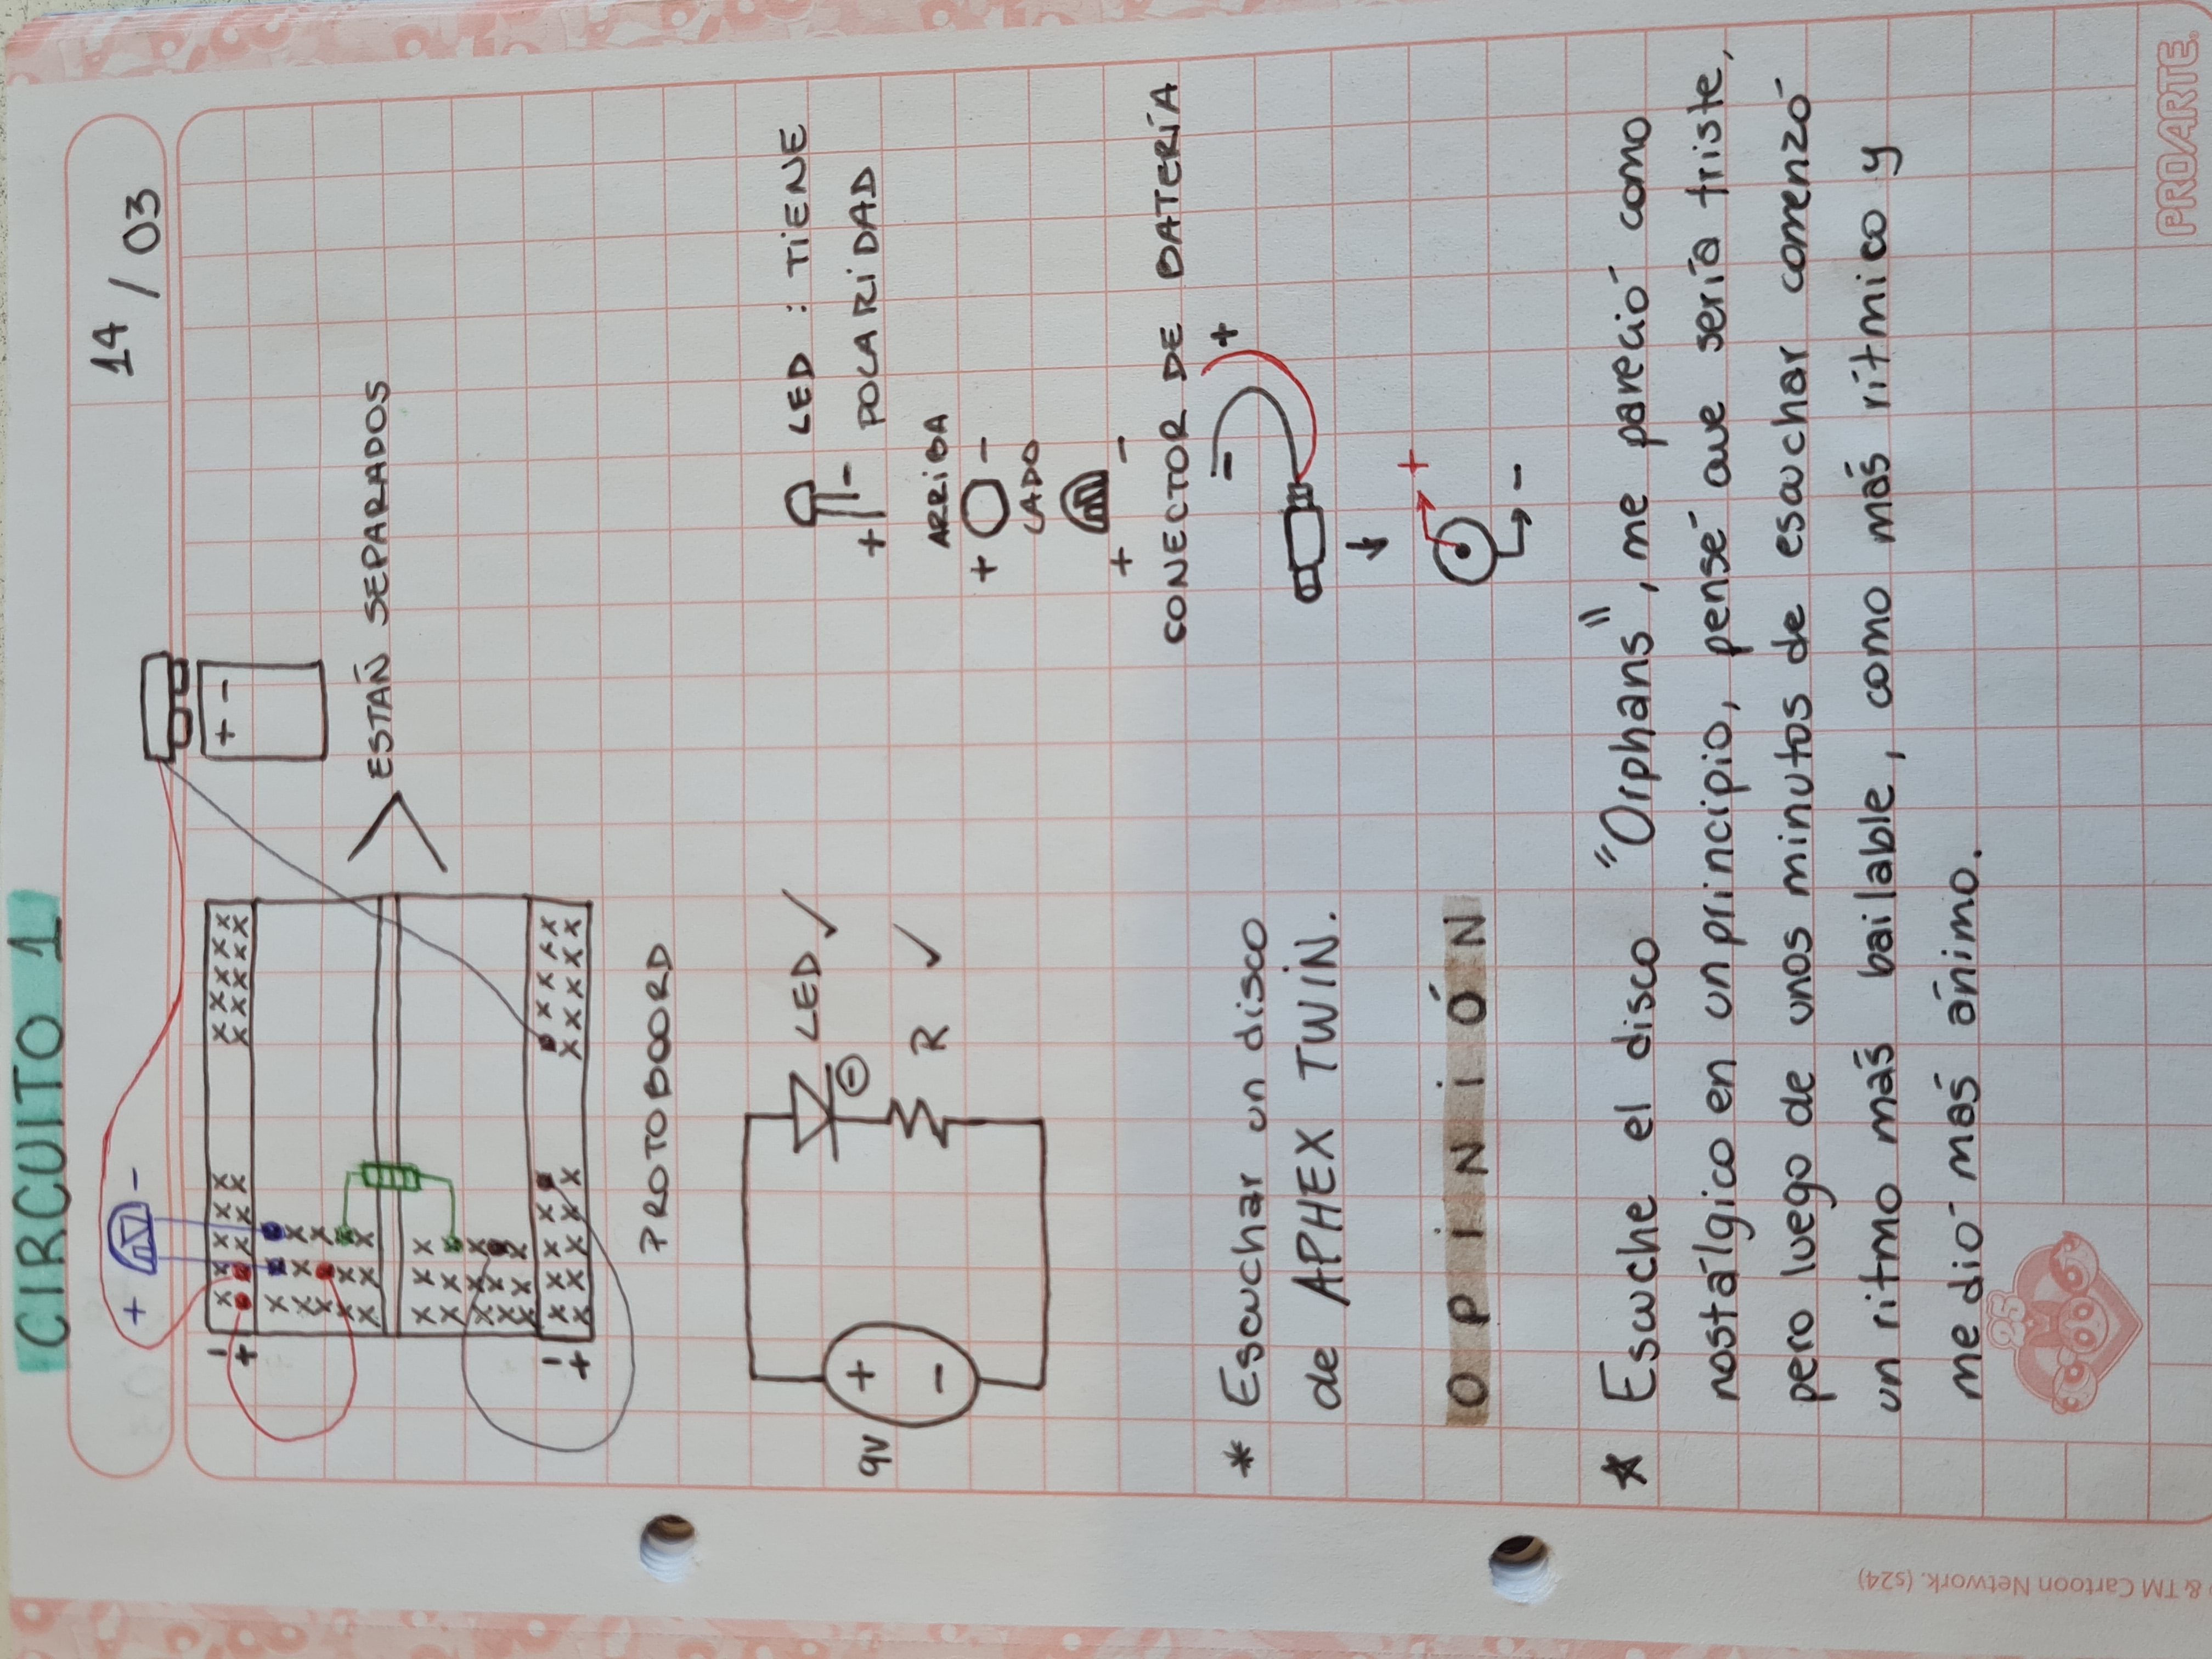 CIRCUITO 1
14 / 03
+ -
-
+
+ -
ESTAÑ SEPARADOS
-
+
PROTOBOORD
LED ✓
9V
+
-
⊖
R ✓
LED : TIENE
+ - POLARIDAD
ARRIBA
+ -
LADO
+ -
CONECTOR DE BATERÍA
- +
* Escuchar un disco
de APHEX TWIN.
+
-
OPINIÓN
* Escuche el disco "Orphans", me pareció como
nostálgico en un principio, pensé que sería triste,
pero luego de unos minutos de escuchar comenzó
un ritmo más bailable, como más rítmico y
me dió más ánimo.
25
& TM Cartoon Network. (s24)
PROARTE.